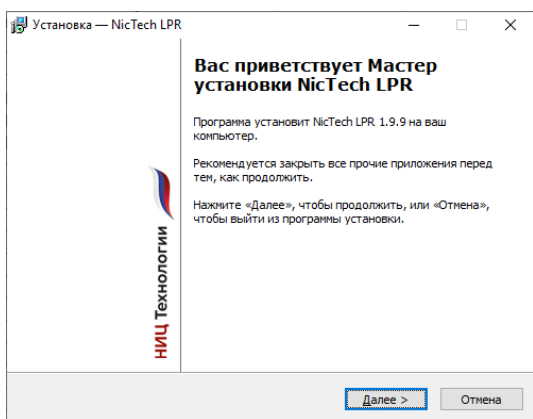 Установка — NicTech LPR
Вас приветствует Мастер
установки NicTech LPR
Программа установит NicTech LPR 1.9.9 на ваш
компьютер.
Рекомендуется закрыть все прочие приложения перед
тем, как продолжить.
Нажмите «Далее», чтобы продолжить, или «Отмена»,
чтобы выйти из программы установки.
НИЦ Технологии
Далее >
Отмена